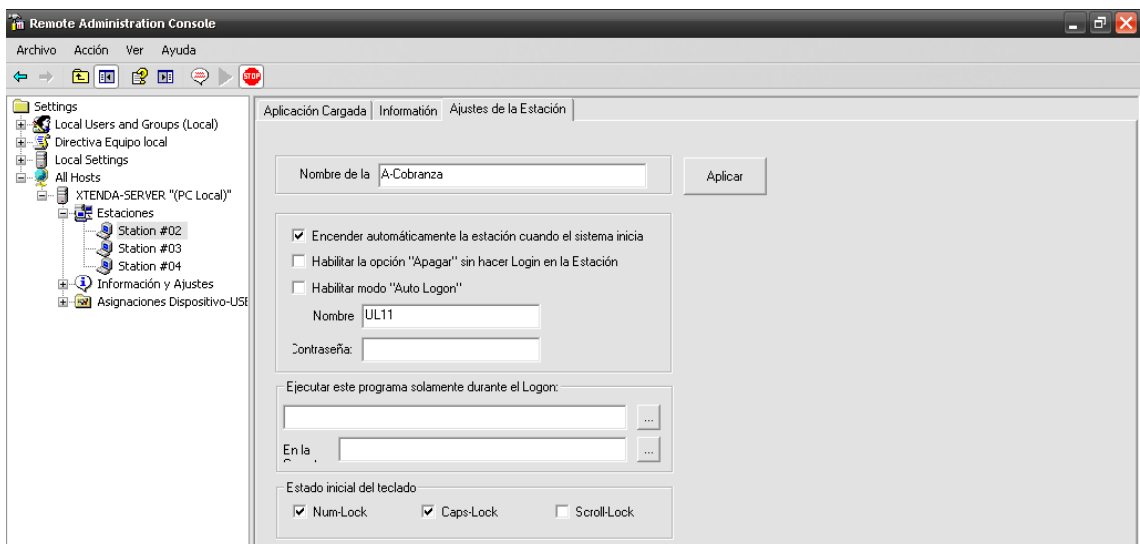 Remote Administration Console
Archivo Acción Ver Ayuda
STOP
Settings
Local Users and Groups (Local)
Directiva Equipo local
Local Settings
All Hosts
XTENDA-SERVER "(PC Local)"
Estaciones
Station #02
Station #03
Station #04
Información y Ajustes
Asignaciones Dispositivo-USB
Aplicación Cargada Informatión Ajustes de la Estación
Nombre de la A-Cobranza
Aplicar
Encender automáticamente la estación cuando el sistema inicia
Habilitar la opción "Apagar" sin hacer Login en la Estación
Habilitar modo "Auto Logon"
Nombre UL11
Contraseña:
Ejecutar este programa solamente durante el Logon:
...
En la
...
Estado inicial del teclado
Num-Lock Caps-Lock Scroll-Lock